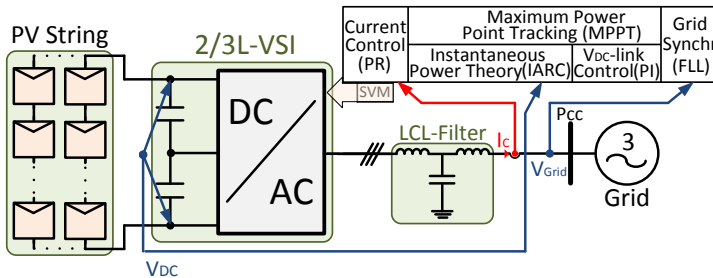 PV String
2/3L-VSI
DC
AC
Current
Control
(PR)
Maximum Power
Point Tracking (MPPT)
Instantaneous
Power Theory(IARC)
VDC-link
Control(PI)
Grid
Synchr
(FLL)
SVM
LCL-Filter
IC
VGrid
PCC
3
Grid
VDC